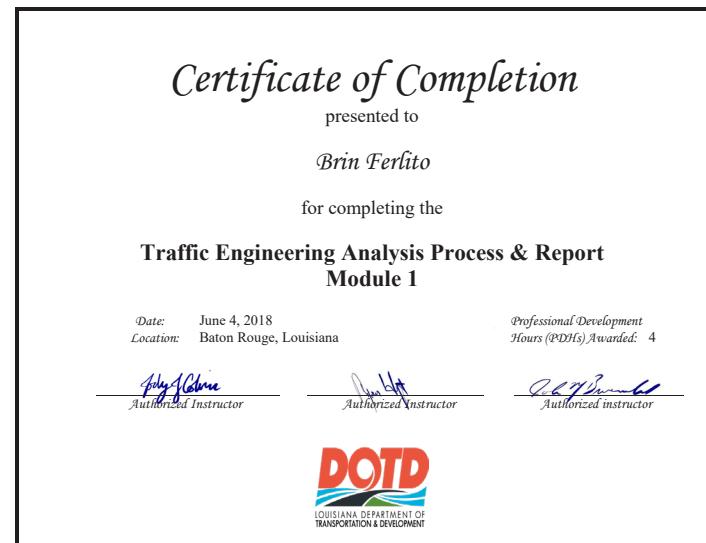 Certificate of Completion
presented to
Brin Ferlito
for completing the
Traffic Engineering Analysis Process & Report
Module 1
Date: June 4, 2018
Location: Baton Rouge, Louisiana
Professional Development
Hours (PDHs) Awarded: 4
Authorized Instructor
Authorized Instructor
Authorized instructor
DOTD
LOUISIANA DEPARTMENT OF
TRANSPORTATION & DEVELOPMENT